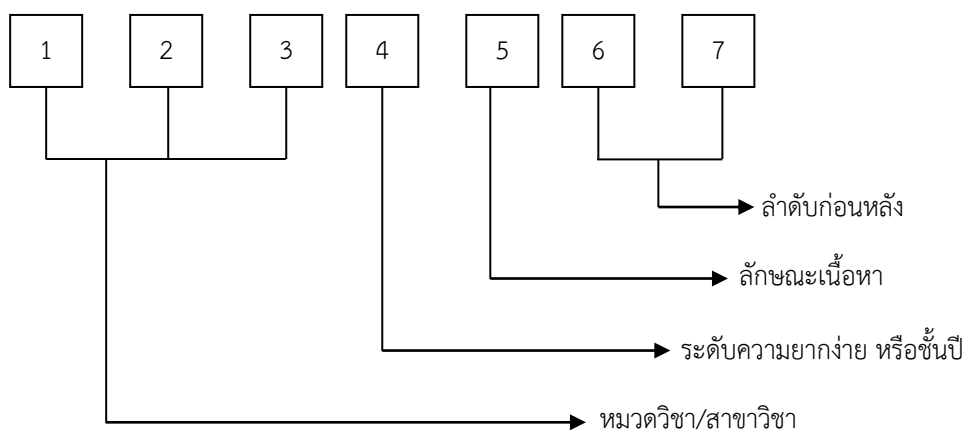 1 2 3 4 5 6 7
ลำดับก่อนหลัง
ลักษณะเนื้อหา
ระดับความยากง่าย หรือชั้นปี
หมวดวิชา/สาขาวิชา